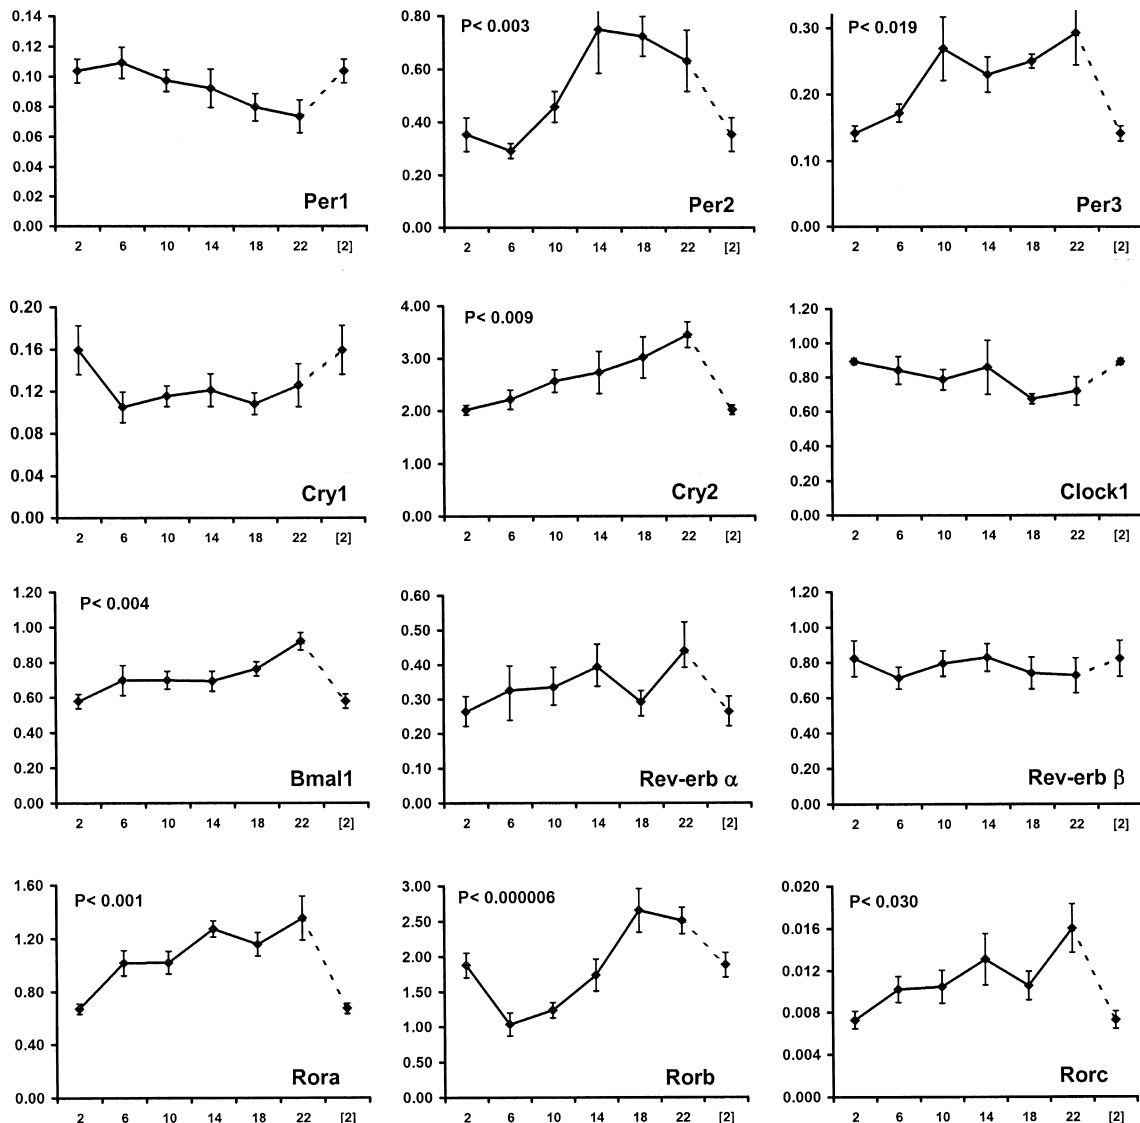 0.14
0.12
0.10
0.08
0.06
0.04
0.02
0.00
Per1
2 6 10 14 18 22 [2]
0.80
0.60
0.40
0.20
0.00
P< 0.003
Per2
2 6 10 14 18 22 [2]
0.30
0.20
0.10
0.00
P< 0.019
Per3
2 6 10 14 18 22 [2]
0.20
0.16
0.12
0.08
0.04
0.00
Cry1
2 6 10 14 18 22 [2]
4.00
3.00
2.00
1.00
0.00
P< 0.009
Cry2
2 6 10 14 18 22 [2]
1.20
1.00
0.80
0.60
0.40
0.20
0.00
Clock1
2 6 10 14 18 22 [2]
1.20
1.00
0.80
0.60
0.40
0.20
0.00
P< 0.004
Bmal1
2 6 10 14 18 22 [2]
0.60
0.50
0.40
0.30
0.20
0.10
0.00
Rev-erb α
2 6 10 14 18 22 [2]
1.20
1.00
0.80
0.60
0.40
0.20
0.00
Rev-erb β
2 6 10 14 18 22 [2]
1.60
1.20
0.80
0.40
0.00
P< 0.001
Rora
2 6 10 14 18 22 [2]
3.00
2.50
2.00
1.50
1.00
0.50
0.00
P< 0.000006
Rorb
2 6 10 14 18 22 [2]
0.020
0.016
0.012
0.008
0.004
0.000
P< 0.030
Rorc
2 6 10 14 18 22 [2]